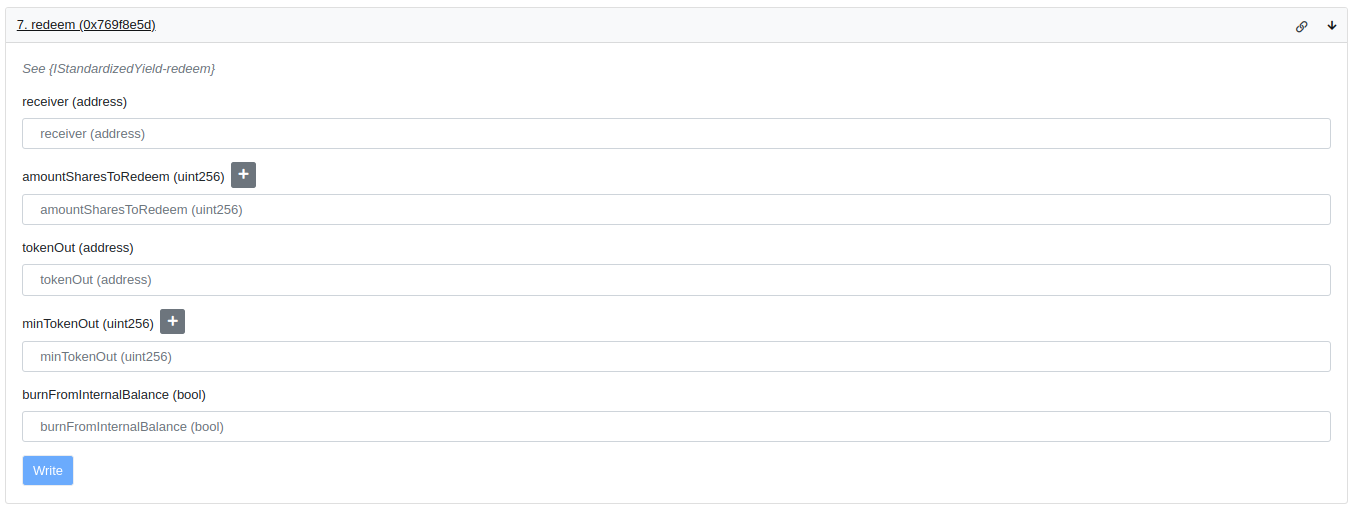 7. redeem (0x769f8e5d)
See {IStandardizedYield-redeem}
receiver (address)
receiver (address)
amountSharesToRedeem (uint256)
amountSharesToRedeem (uint256)
tokenOut (address)
tokenOut (address)
minTokenOut (uint256)
minTokenOut (uint256)
burnFromInternalBalance (bool)
burnFromInternalBalance (bool)
Write